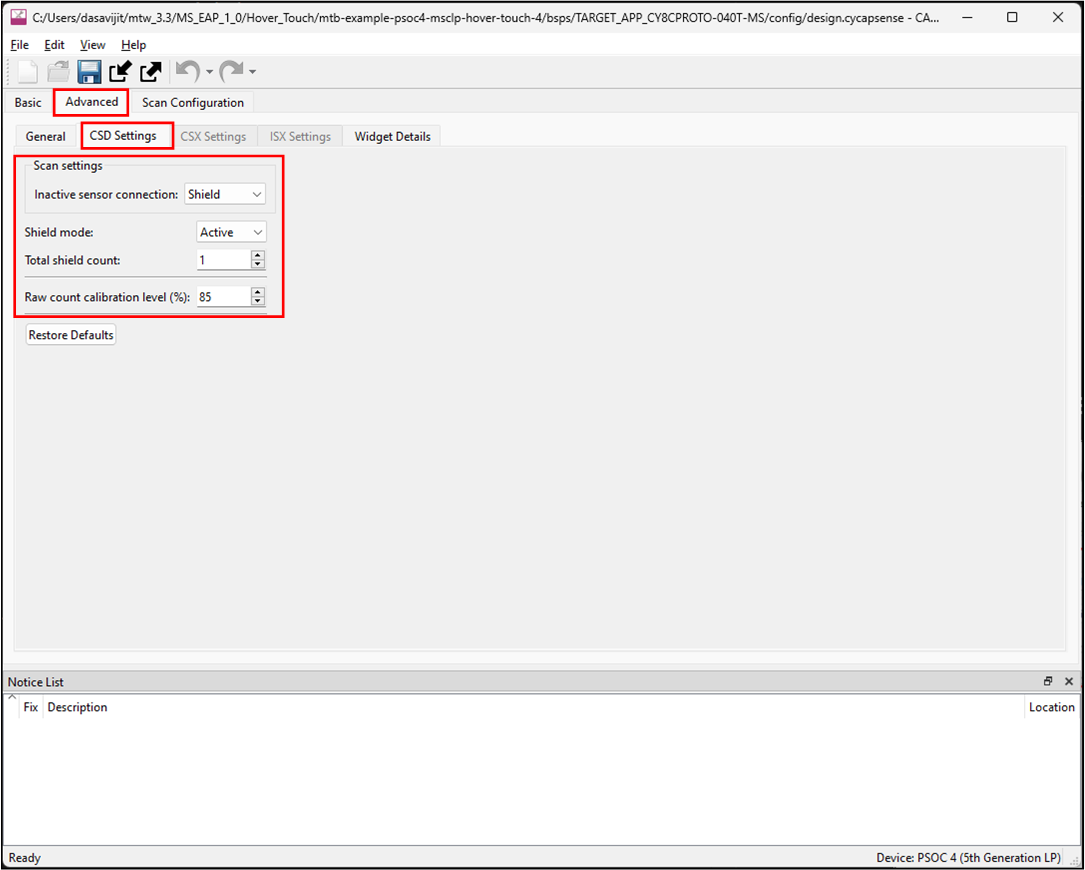 C:/Users/dasavijit/mtw_3.3/MS_EAP_1_0/Hover_Touch/mtb-example-psoc4-msclp-hover-touch-4/bsps/TARGET_APP_CY8CPROTO-040T-MS/config/design.cycapsense - CA...
File Edit View Help
Basic Advanced Scan Configuration
General CSD Settings CSX Settings ISX Settings Widget Details
Scan settings
Inactive sensor connection: Shield
Shield mode: Active
Total shield count: 1
Raw count calibration level (%): 85
Restore Defaults
Notice List
Fix Description Location
Ready Device: PSOC 4 (5th Generation LP)